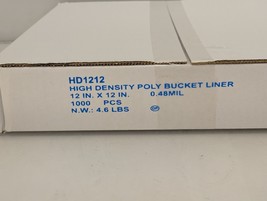 HD1212
HIGH DENSITY POLY BUCKET LINER
12 IN. X 12 IN. 0.48MIL
1000 PCS
N.W.: 4.6 LBS